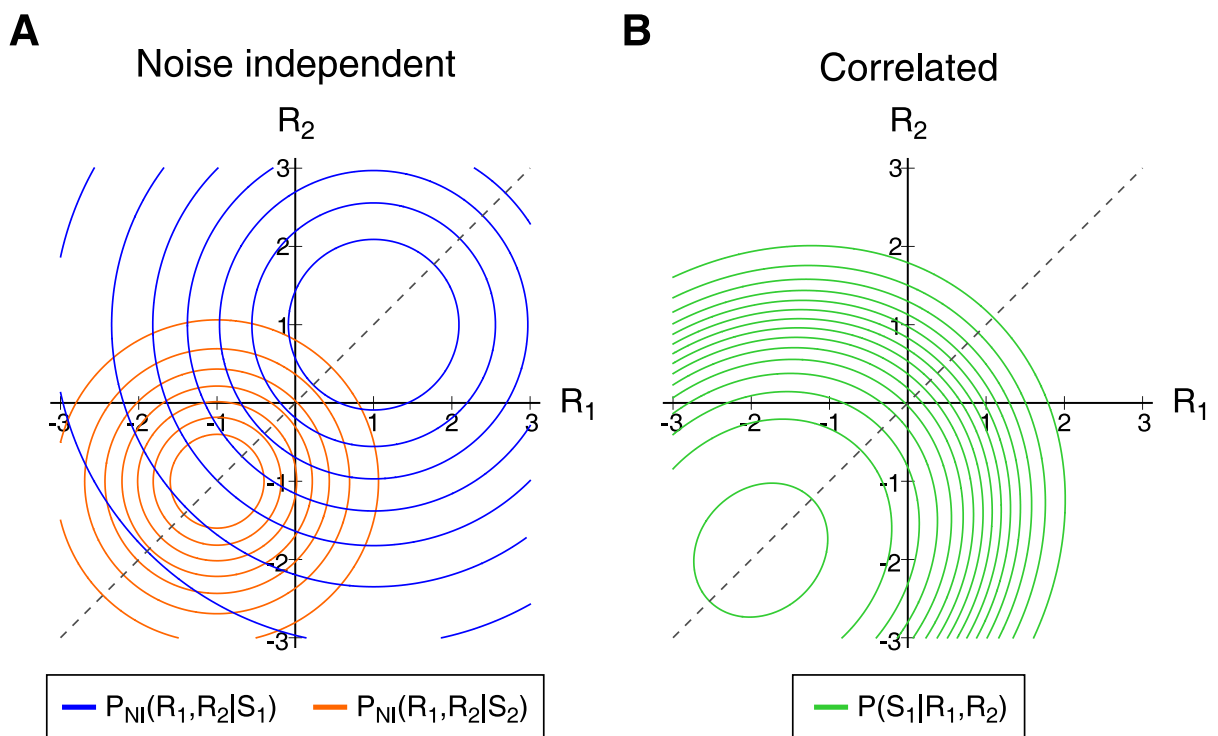 A
Noise independent
R2
3
2
1
-3 -2 -1 1 2 3 R1
-1
-2
-3
PNI(R1,R2|S1) PNI(R1,R2|S2)
B
Correlated
R2
3
2
1
-3 -2 -1 1 2 3 R1
-1
-2
-3
P(S1|R1,R2)